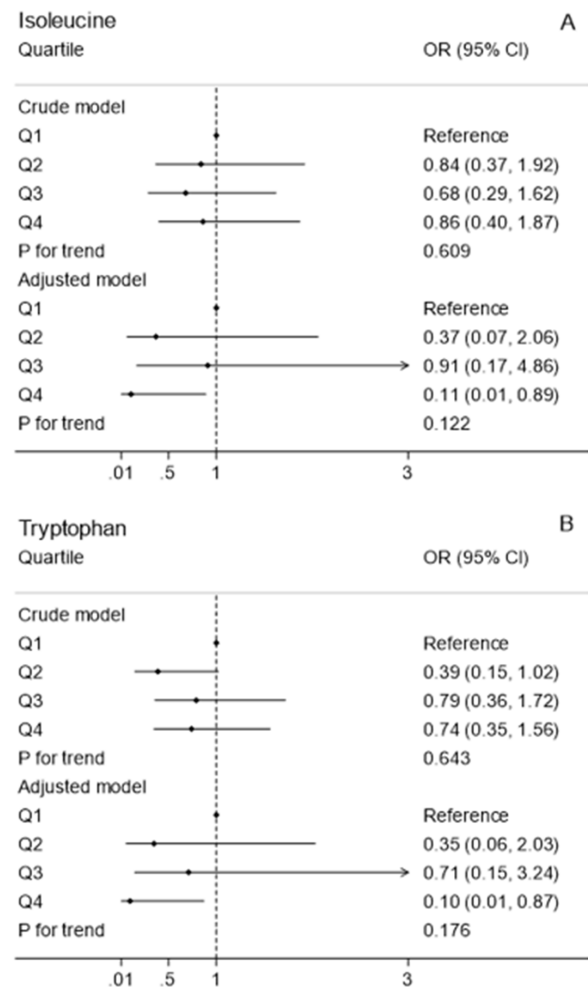 Isoleucine A
Quartile OR (95% CI)
Crude model
Q1 Reference
Q2 0.84 (0.37, 1.92)
Q3 0.68 (0.29, 1.62)
Q4 0.86 (0.40, 1.87)
P for trend 0.609
Adjusted model
Q1 Reference
Q2 0.37 (0.07, 2.06)
Q3 0.91 (0.17, 4.86)
Q4 0.11 (0.01, 0.89)
P for trend 0.122
.01 .5 1 3
Tryptophan B
Quartile OR (95% CI)
Crude model
Q1 Reference
Q2 0.39 (0.15, 1.02)
Q3 0.79 (0.36, 1.72)
Q4 0.74 (0.35, 1.56)
P for trend 0.643
Adjusted model
Q1 Reference
Q2 0.35 (0.06, 2.03)
Q3 0.71 (0.15, 3.24)
Q4 0.10 (0.01, 0.87)
P for trend 0.176
.01 .5 1 3